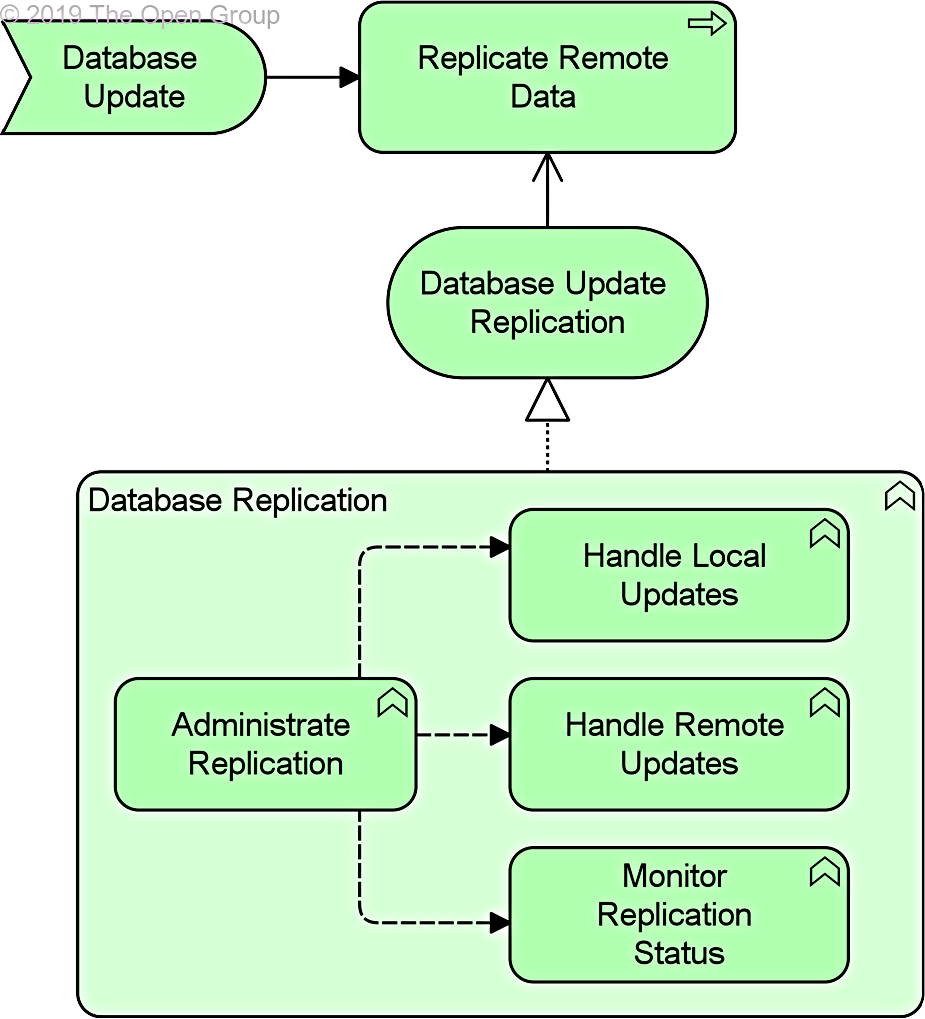 © 2019 The Open Group
Database
Update
Replicate Remote
Data
Database Update
Replication
Database Replication
Handle Local
Updates
Administrate
Replication
Handle Remote
Updates
Monitor
Replication
Status